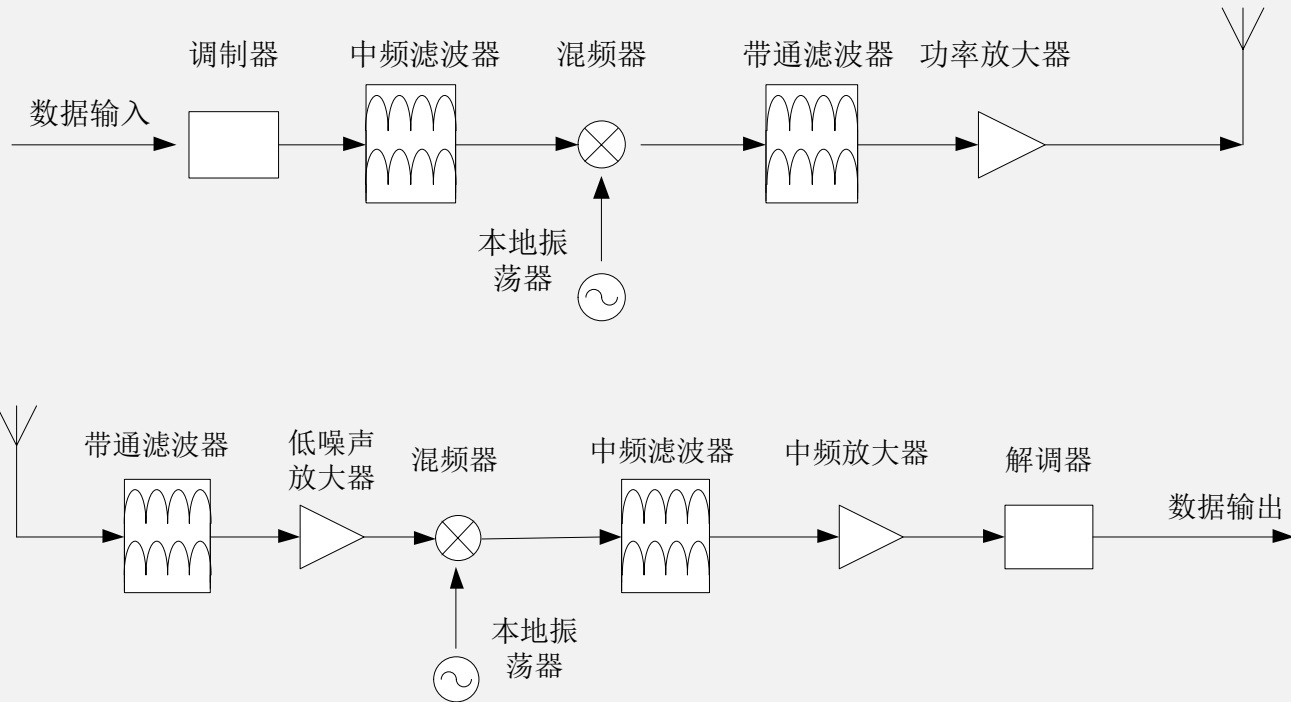 调制器
中频滤波器
混频器
带通滤波器
功率放大器
数据输入
本地振
荡器
带通滤波器
低噪声
放大器
混频器
中频滤波器
中频放大器
解调器
数据输出
本地振
荡器